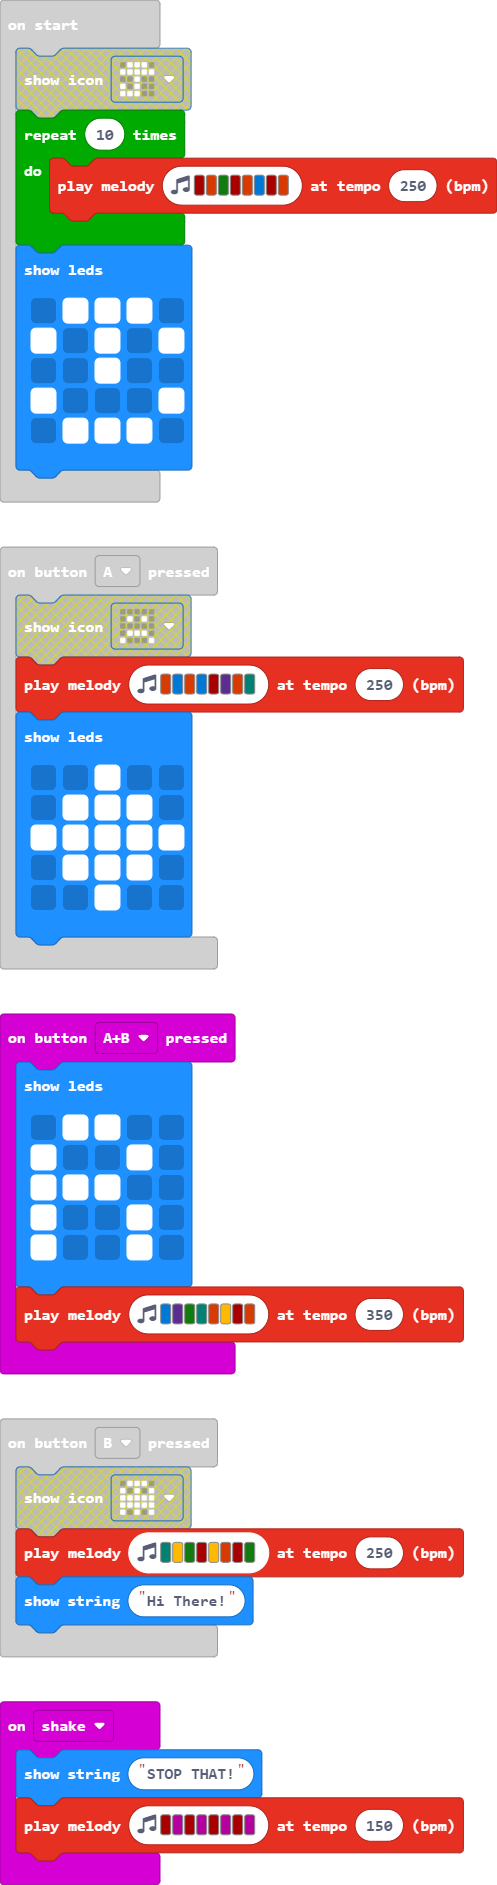 on start
show icon
repeat 10 times
do
play melody at tempo 250 (bpm)
show leds
on button A pressed
show icon
play melody at tempo 250 (bpm)
show leds
on button A+B pressed
show leds
play melody at tempo 350 (bpm)
on button B pressed
show icon
play melody at tempo 250 (bpm)
show string "Hi There!"
on shake
show string "STOP THAT!"
play melody at tempo 150 (bpm)